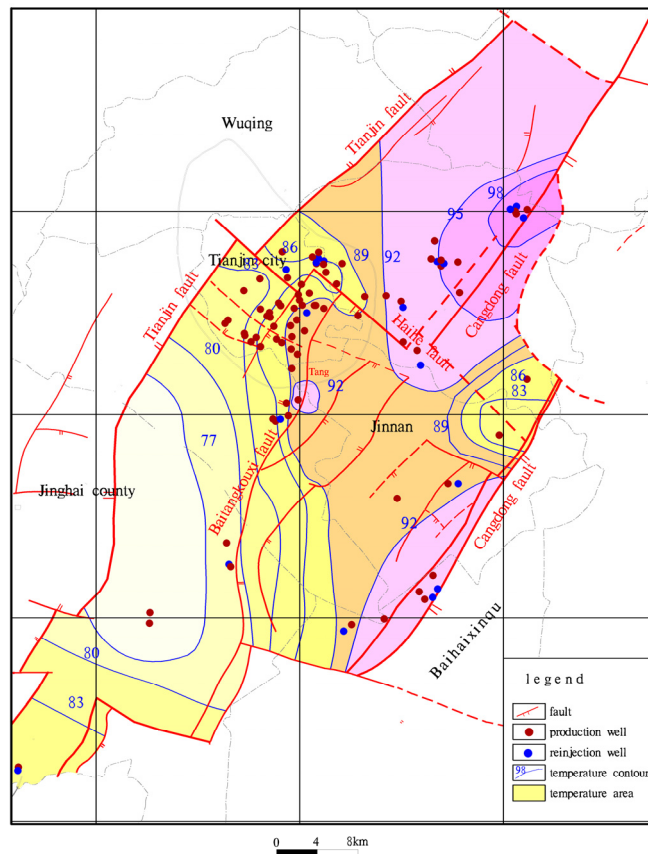 Wuqing
Tianjin fault
98
95
86
89
92
Tianjin city
Cangdong fault
Tianjin fault
Haihe fault
80
Tang
92
86
83
Jinnan
89
77
Baitangkouxi fault
Jinghai county
92
Cangdong fault
Baihaixinqu
80
83
legend
fault
production well
reinjection well
98 temperature contour
temperature area
0 4 8km